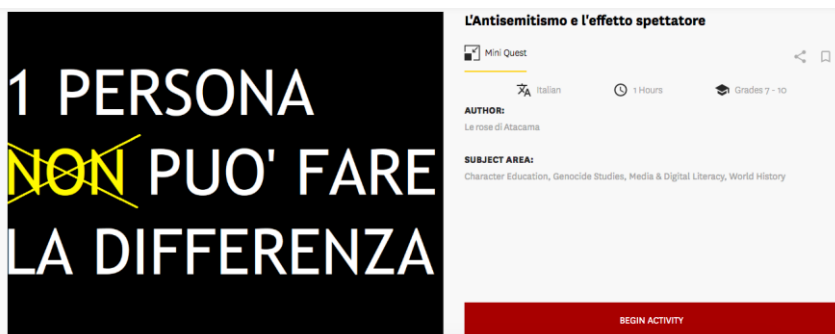 1 PERSONA
NON PUO' FARE
LA DIFFERENZA
L'Antisemitismo e l'effetto spettatore
Mini Quest
Italian 1 Hours Grades 7 - 10
AUTHOR:
Le rose di Atacama
SUBJECT AREA:
Character Education, Genocide Studies, Media & Digital Literacy, World History
BEGIN ACTIVITY